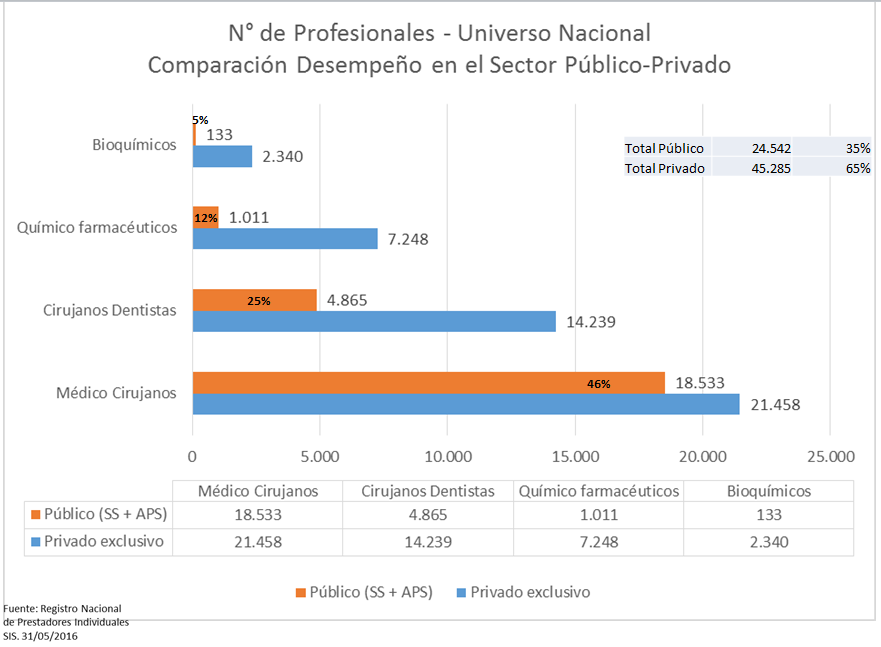 N° de Profesionales - Universo Nacional
Comparación Desempeño en el Sector Público-Privado
5%
Bioquímicos 133
2.340
Total Público 24.542 35%
Total Privado 45.285 65%
Químico farmacéuticos 12% 1.011
7.248
Cirujanos Dentistas 25% 4.865
14.239
Médico Cirujanos 46% 18.533
21.458
0 5.000 10.000 15.000 20.000 25.000
Médico Cirujanos Cirujanos Dentistas Químico farmacéuticos Bioquímicos
Público (SS + APS) 18.533 4.865 1.011 133
Privado exclusivo 21.458 14.239 7.248 2.340
Público (SS + APS) Privado exclusivo
Fuente: Registro Nacional
de Prestadores Individuales
SIS. 31/05/2016